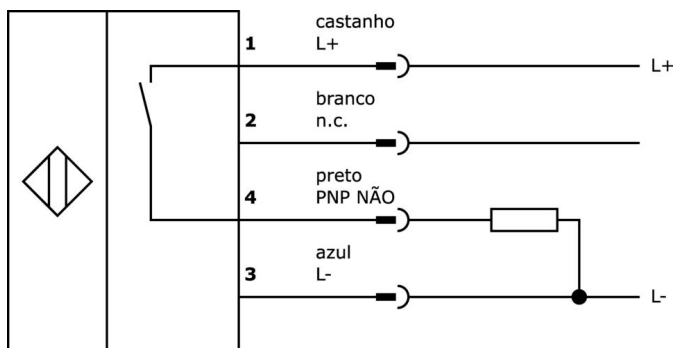 castanho
1 L+ L+
branco
2 n.c.
preto
4 PNP NÃO
azul
3 L- L-